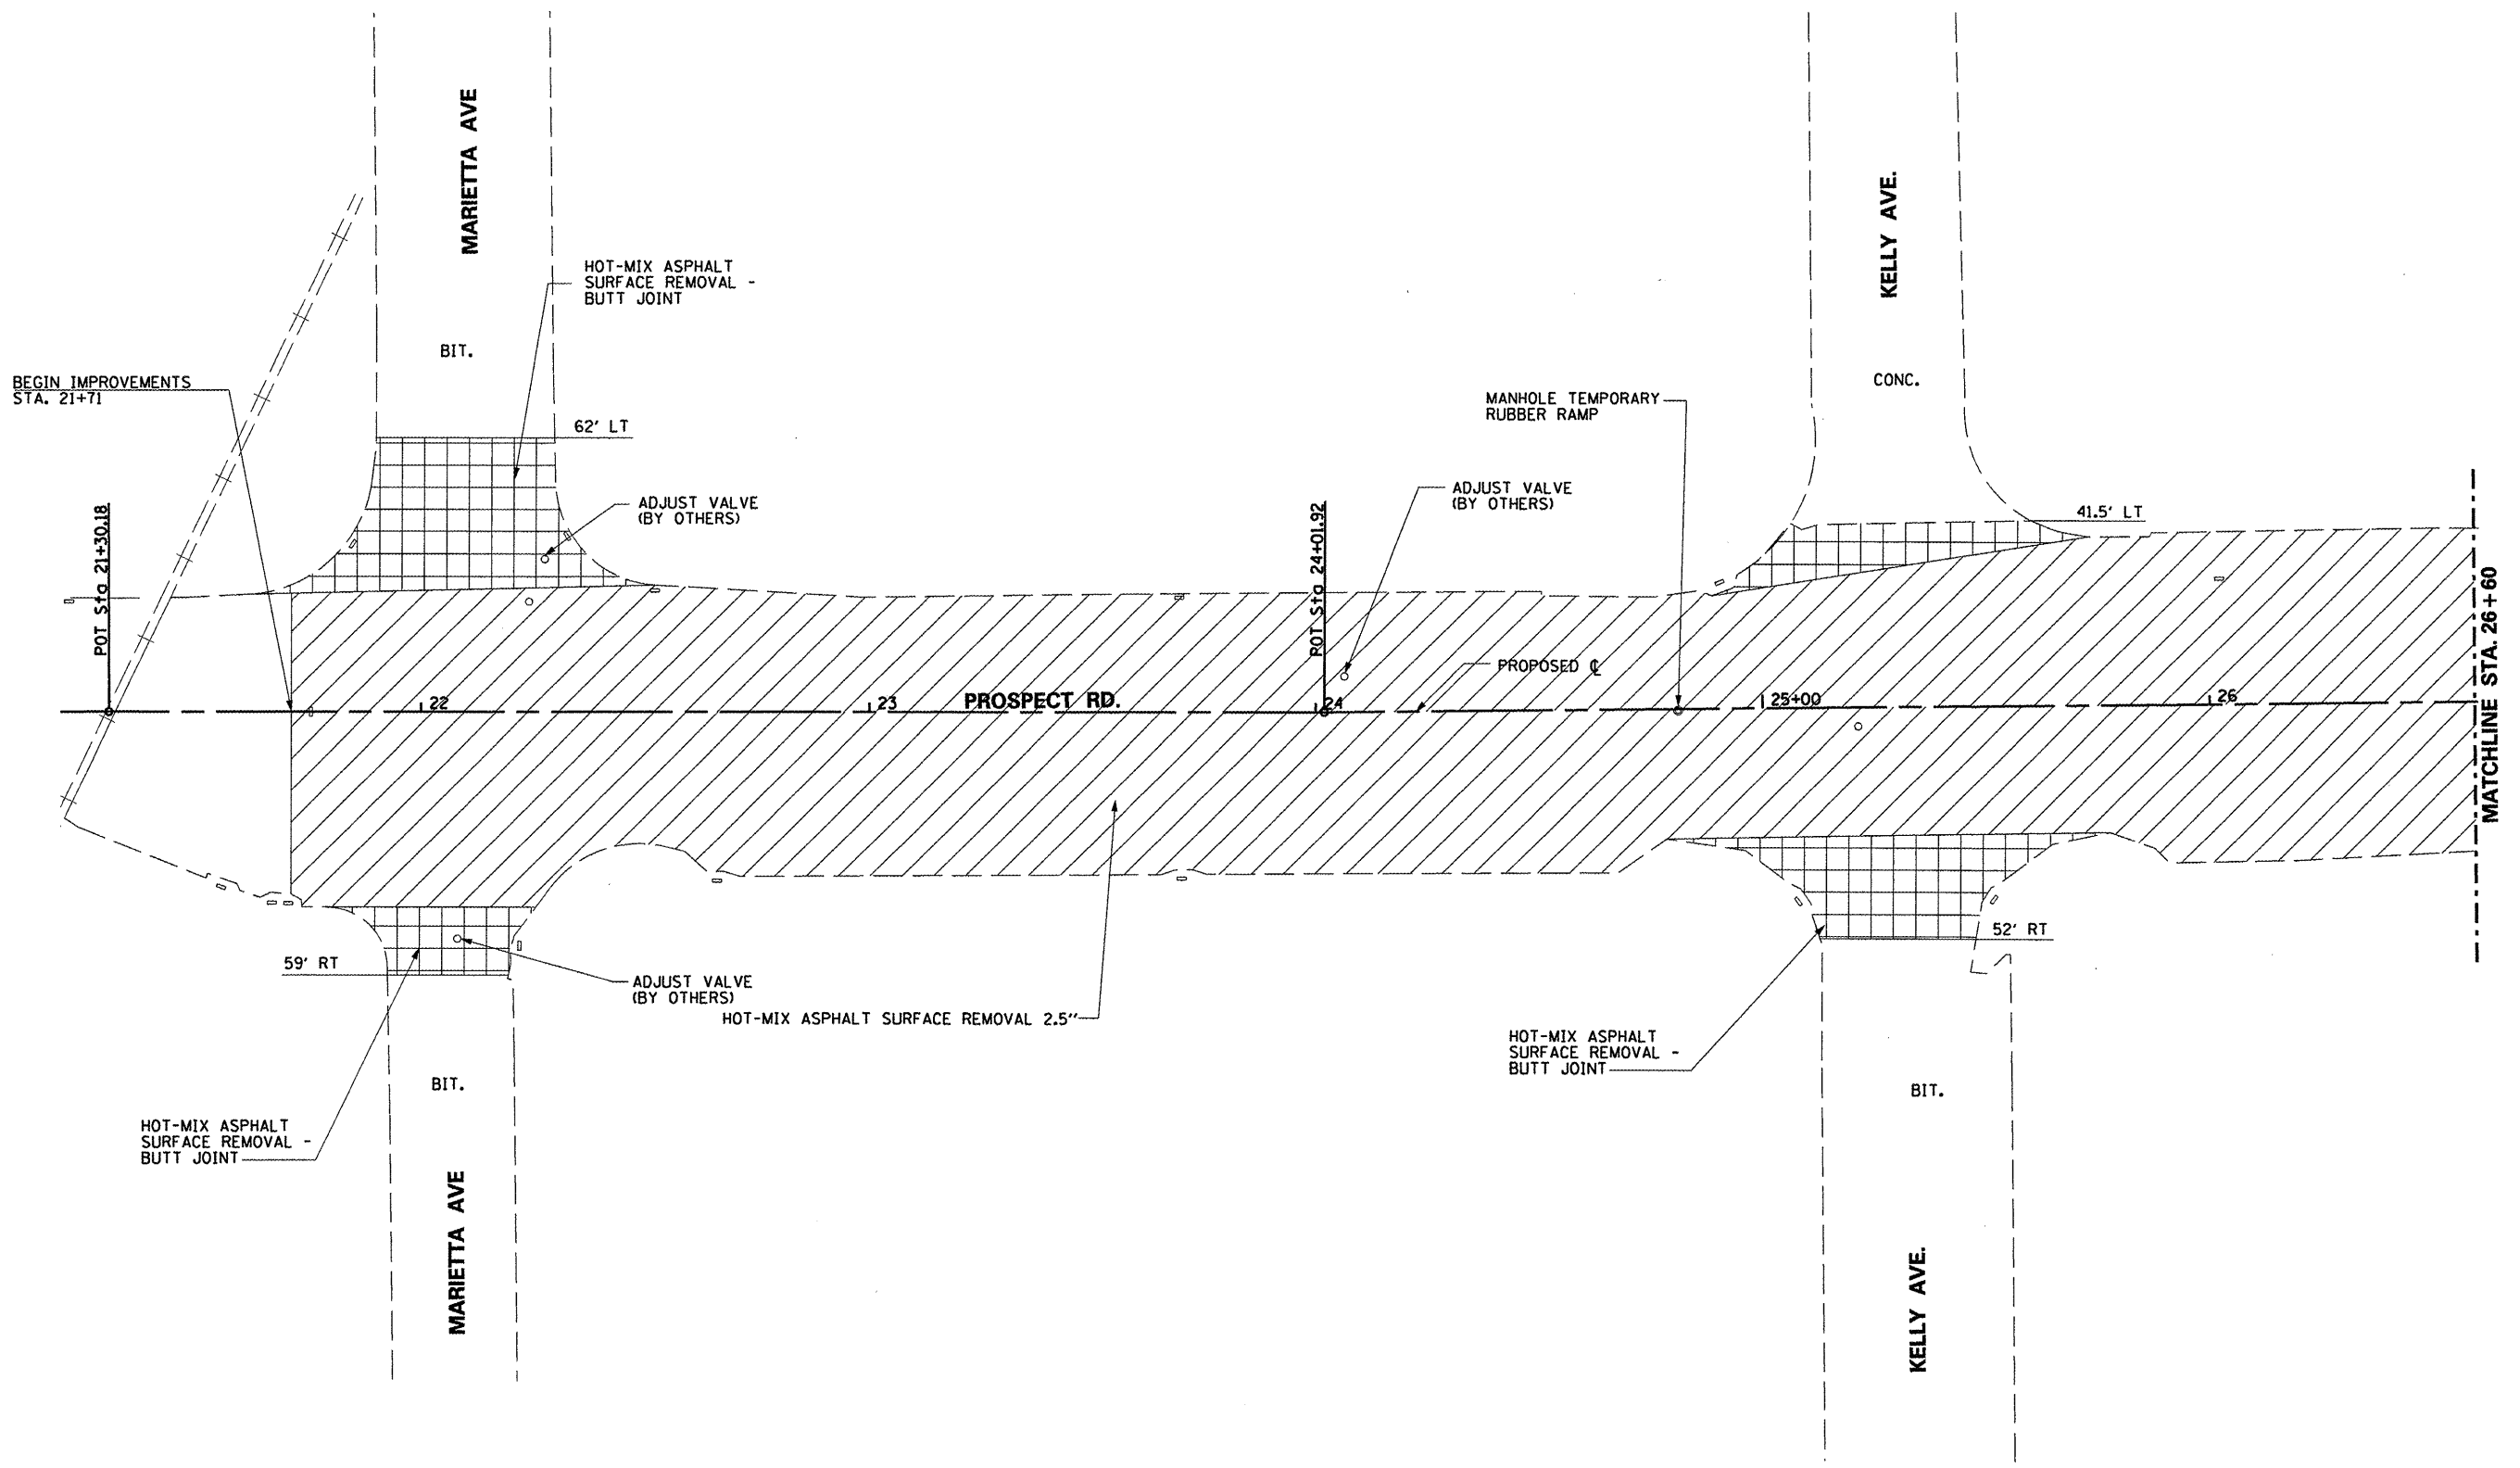 MARIETTA AVE
KELLY AVE.
HOT-MIX ASPHALT
SURFACE REMOVAL -
BUTT JOINT
BIT.
CONC.
BEGIN IMPROVEMENTS
STA. 21+71
MANHOLE TEMPORARY
RUBBER RAMP
62' LT
ADJUST VALVE
(BY OTHERS)
ADJUST VALVE
(BY OTHERS)
41.5' LT
POT Sta 21+30.18
POT Sta 24+01.92
MATCHLINE STA. 26+60
PROPOSED ℄
22
23
PROSPECT RD.
24
25+00
26
52' RT
59' RT
ADJUST VALVE
(BY OTHERS)
HOT-MIX ASPHALT SURFACE REMOVAL 2.5"
HOT-MIX ASPHALT
SURFACE REMOVAL -
BUTT JOINT
BIT.
BIT.
HOT-MIX ASPHALT
SURFACE REMOVAL -
BUTT JOINT
MARIETTA AVE
KELLY AVE.